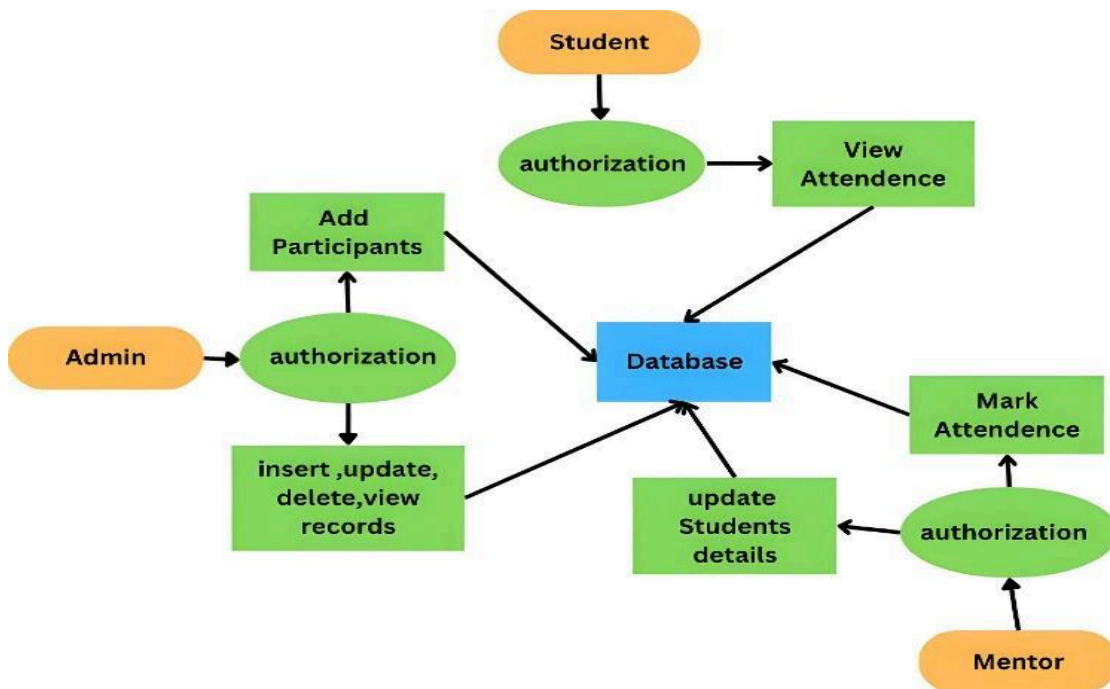 Student
authorization
View
Attendence
Add
Participants
Admin
authorization
Database
insert ,update,
delete,view
records
Mark
Attendence
update
Students
details
authorization
Mentor